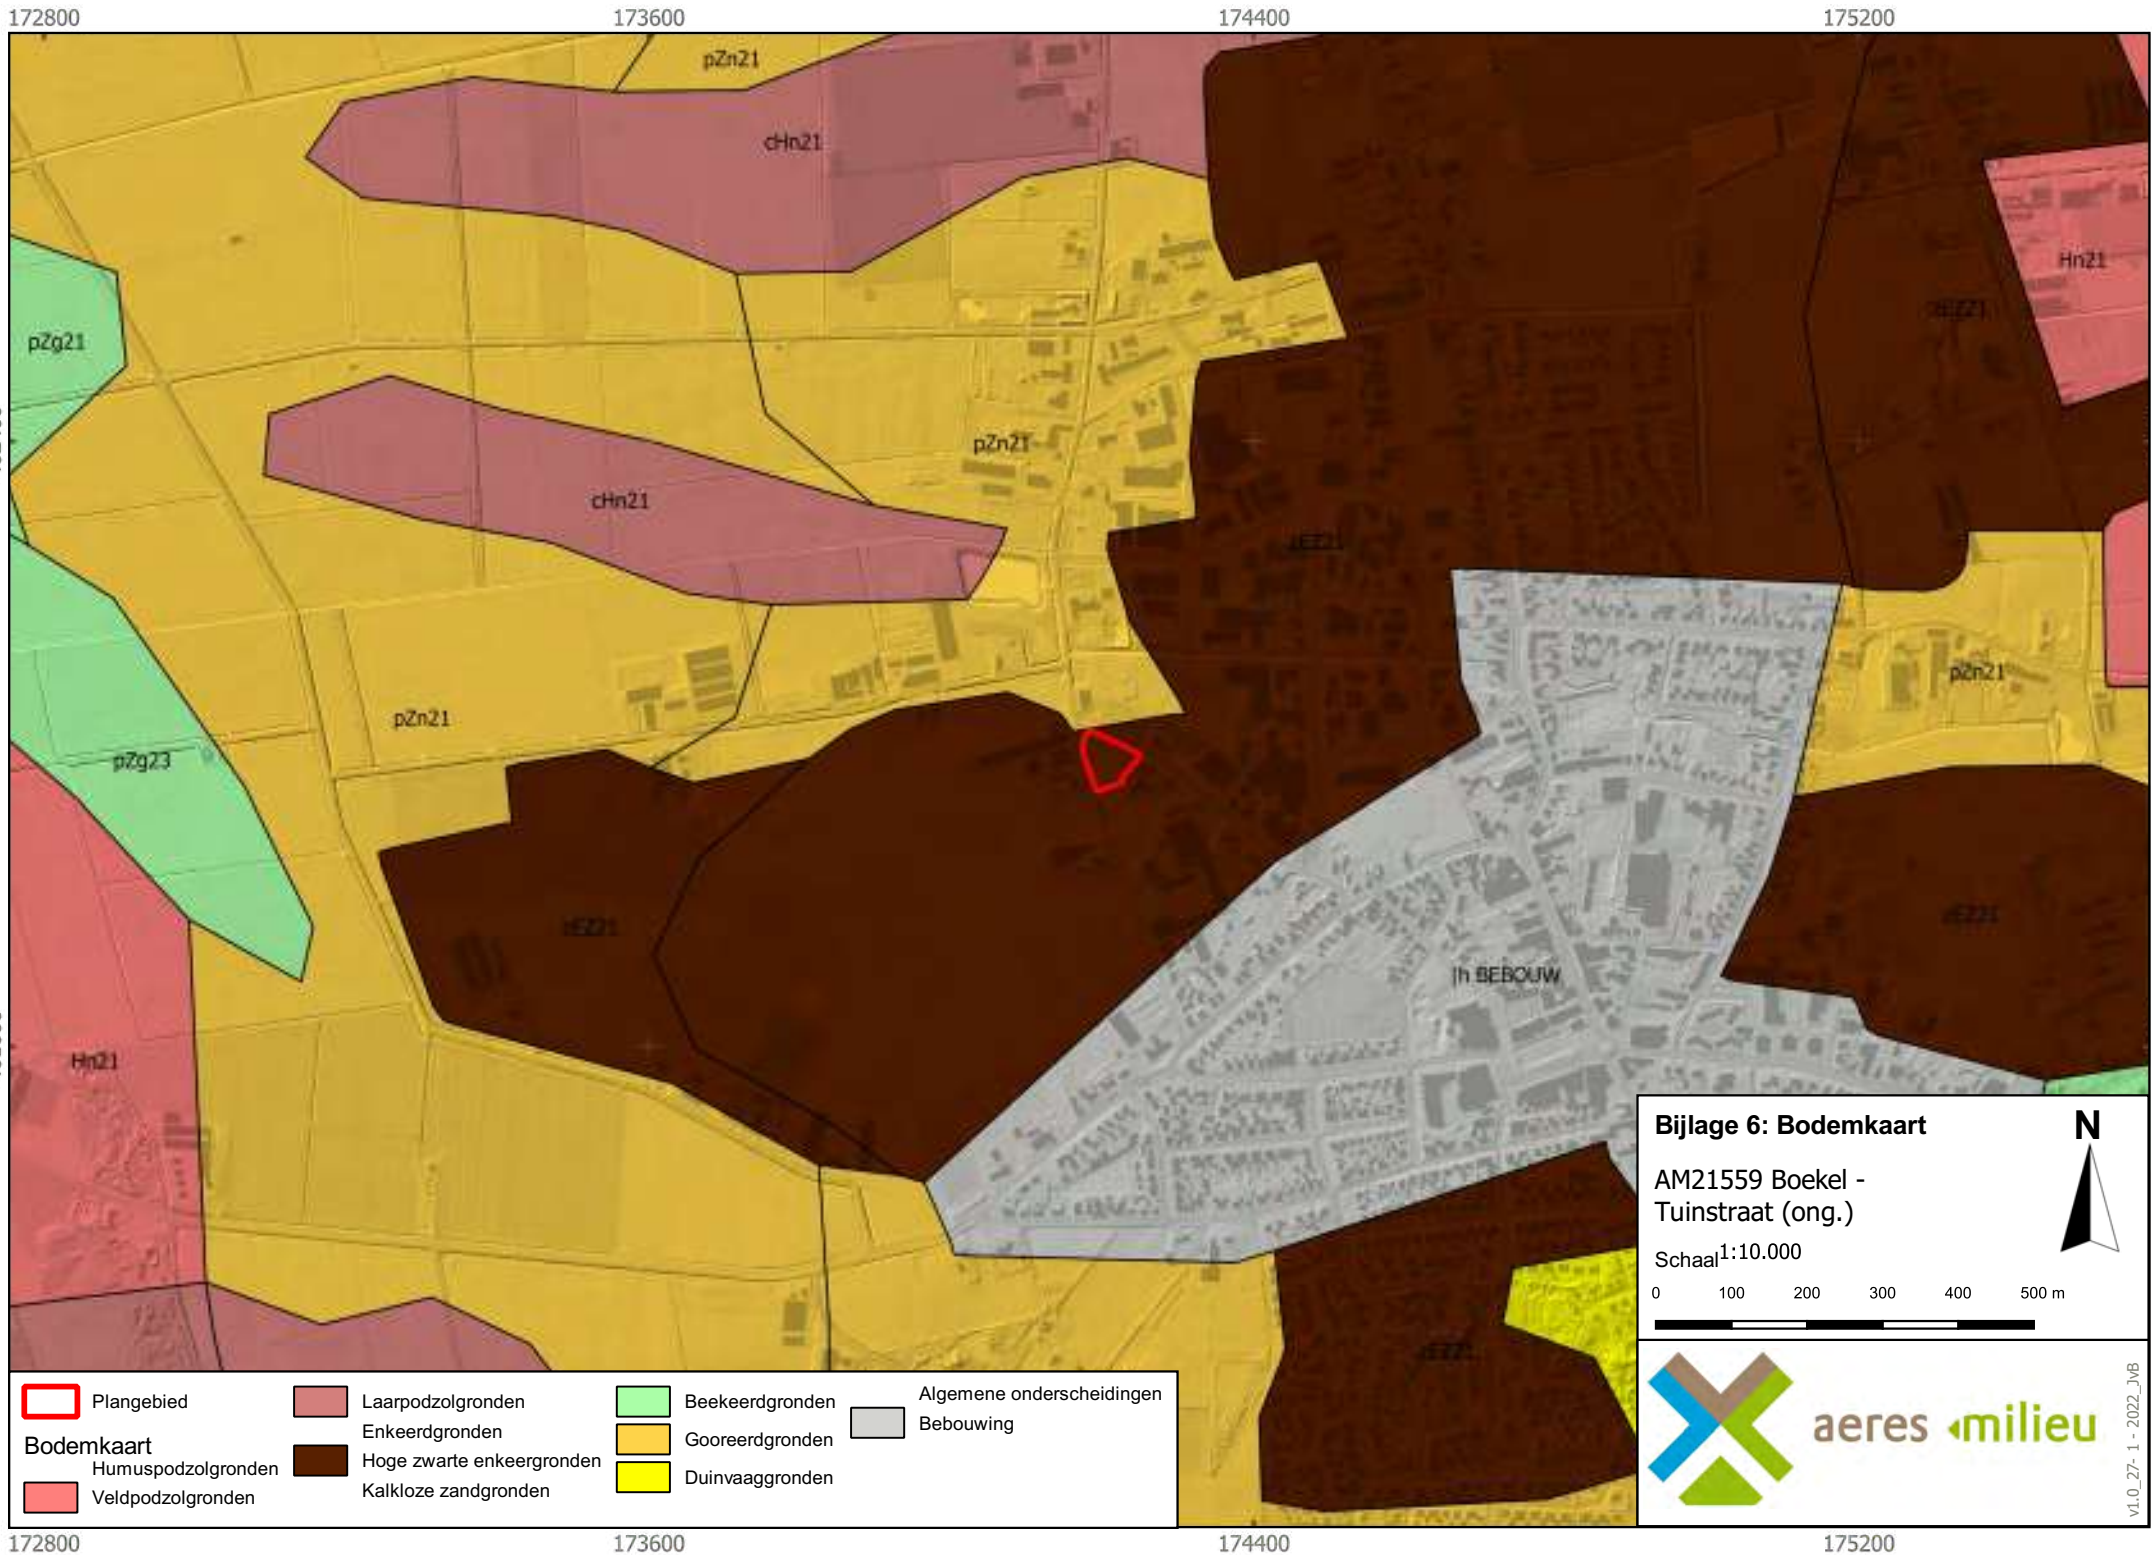 172800 173600 174400 175200
pZn21
cHn21
Hn21
zEZ21
pZg21
pZn21
cHn21
zEZ21
pZn21
pZn21
pZg23
zEZ21
zEZ21
|h BEBOUW
Hn21
zEZ21
Bijlage 6: Bodemkaart
N
AM21559 Boekel -
Tuinstraat (ong.)
Schaal 1:10.000
0 100 200 300 400 500 m
Plangebied
Bodemkaart
Humuspodzolgronden
Veldpodzolgronden
Laarpodzolgronden
Enkeerdgronden
Hoge zwarte enkeergronden
Kalkloze zandgronden
Beekeerdgronden
Gooreerdgronden
Duinvaaggronden
Algemene onderscheidingen
Bebouwing
aeres milieu
v1.0_27- 1 - 2022_JvB
172800 173600 174400 175200